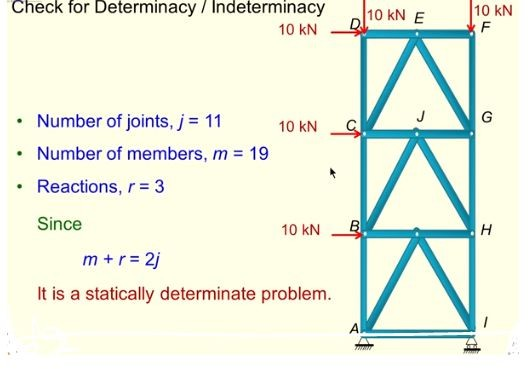 Check for Determinacy / Indeterminacy
10 kN
D
10 kN
E
10 kN
F
• Number of joints, j = 11
10 kN
C
J
G
• Number of members, m = 19
• Reactions, r = 3
Since
10 kN
B
H
m + r = 2j
It is a statically determinate problem.
A
I